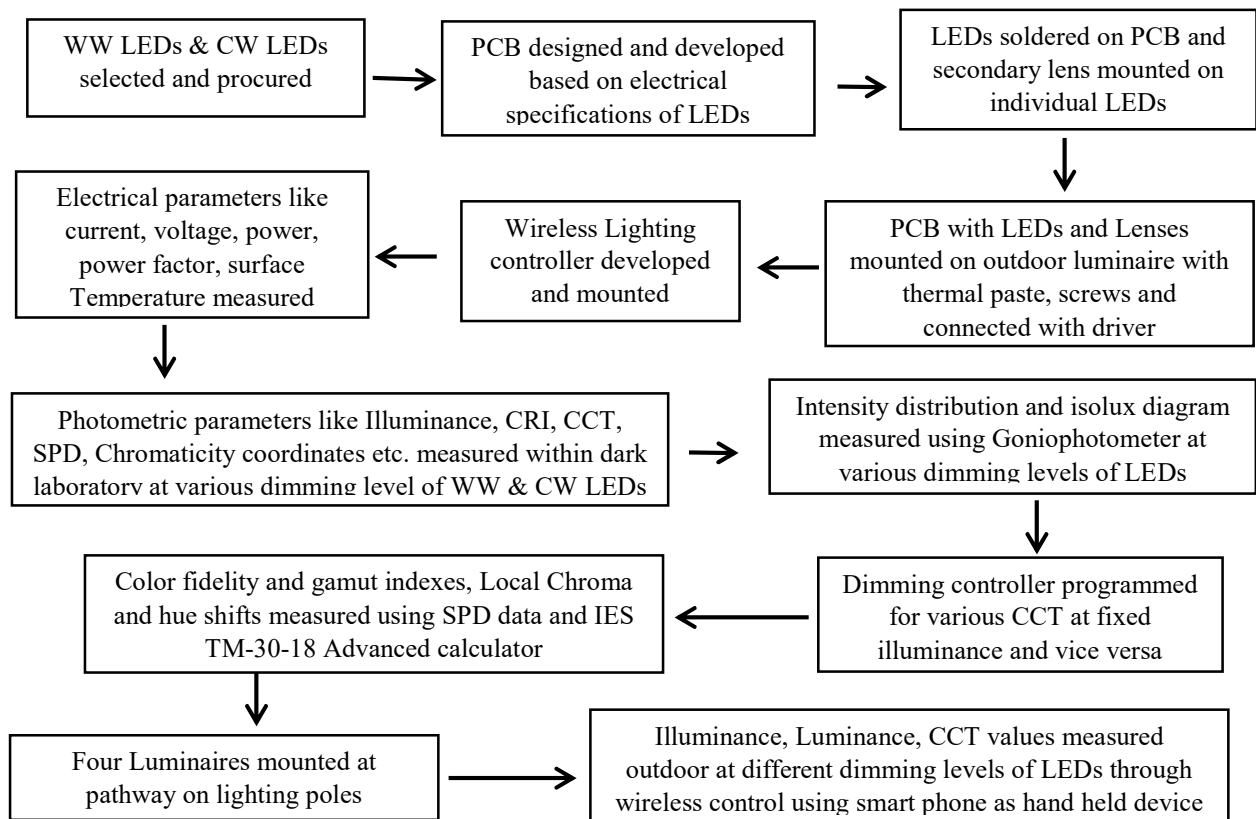 WW LEDs & CW LEDs
selected and procured
PCB designed and developed
based on electrical
specifications of LEDs
LEDs soldered on PCB and
secondary lens mounted on
individual LEDs
PCB with LEDs and Lenses
mounted on outdoor luminaire with
thermal paste, screws and
connected with driver
Wireless Lighting
controller developed
and mounted
Electrical parameters like
current, voltage, power,
power factor, surface
Temperature measured
Photometric parameters like Illuminance, CRI, CCT,
SPD, Chromaticity coordinates etc. measured within dark
laboratory at various dimming level of WW & CW LEDs
Intensity distribution and isolux diagram
measured using Goniophotometer at
various dimming levels of LEDs
Dimming controller programmed
for various CCT at fixed
illuminance and vice versa
Color fidelity and gamut indexes, Local Chroma
and hue shifts measured using SPD data and IES
TM-30-18 Advanced calculator
Four Luminaires mounted at
pathway on lighting poles
Illuminance, Luminance, CCT values measured
outdoor at different dimming levels of LEDs through
wireless control using smart phone as hand held device